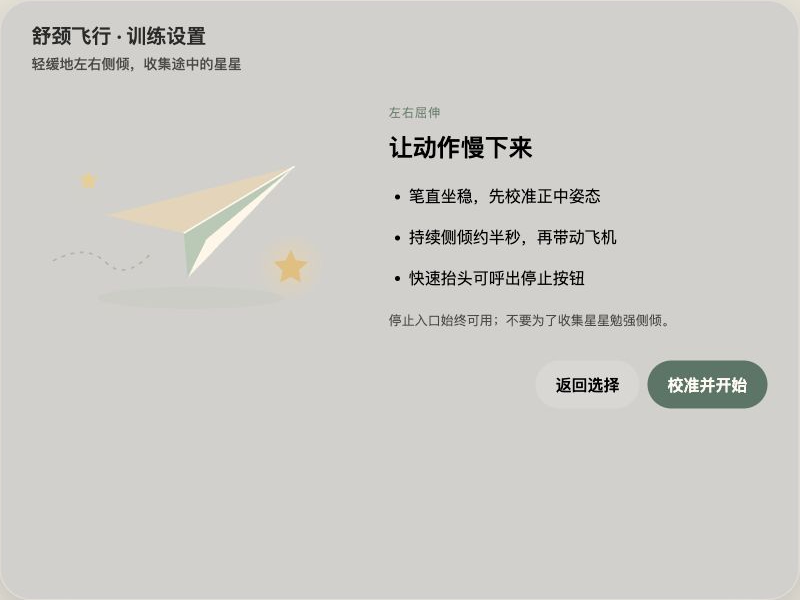 舒颈飞行 · 训练设置
轻缓地左右侧倾，收集途中的星星
左右屈伸
让动作慢下来
• 笔直坐稳，先校准正中姿态
• 持续侧倾约半秒，再带动飞机
• 快速抬头可呼出停止按钮
停止入口始终可用；不要为了收集星星勉强侧倾。
返回选择
校准并开始